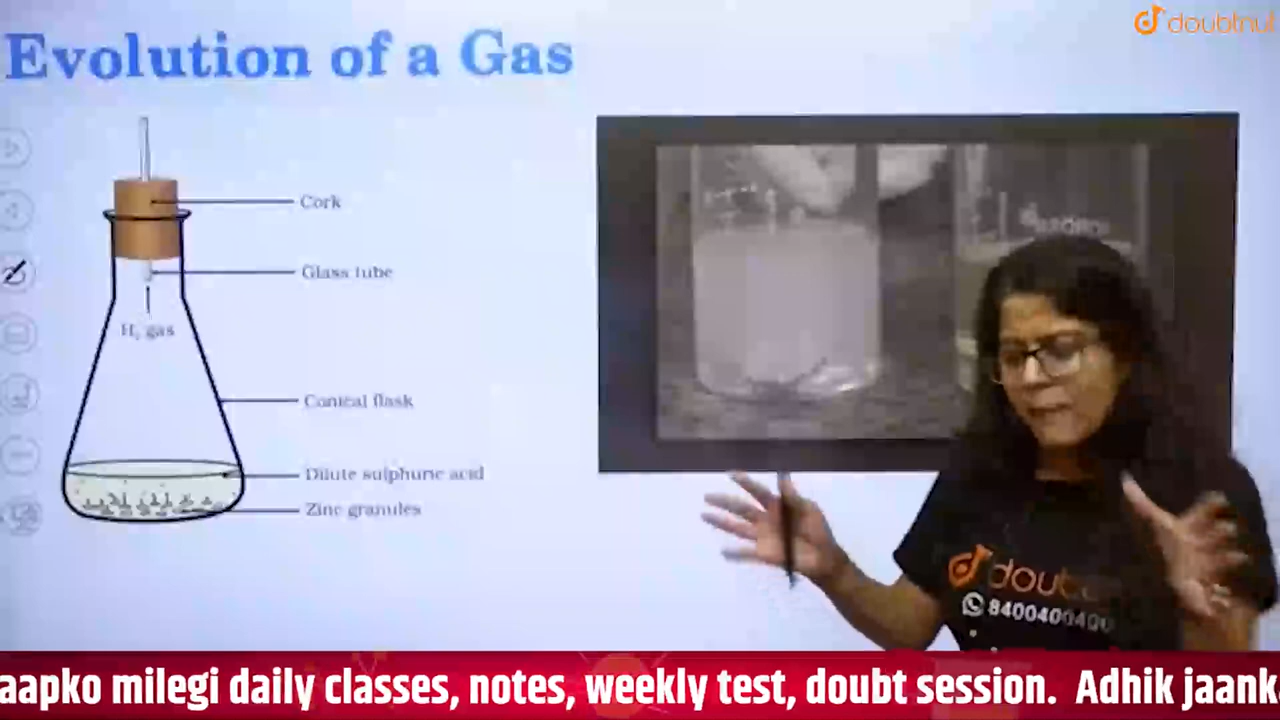 doubtnut
Evolution of a Gas
Cork
Glass tube
H₂ gas
Conical flask
Dilute sulphuric acid
Zinc granules
8400400400
aapko milegi daily classes, notes, weekly test, doubt session. Adhik jaank